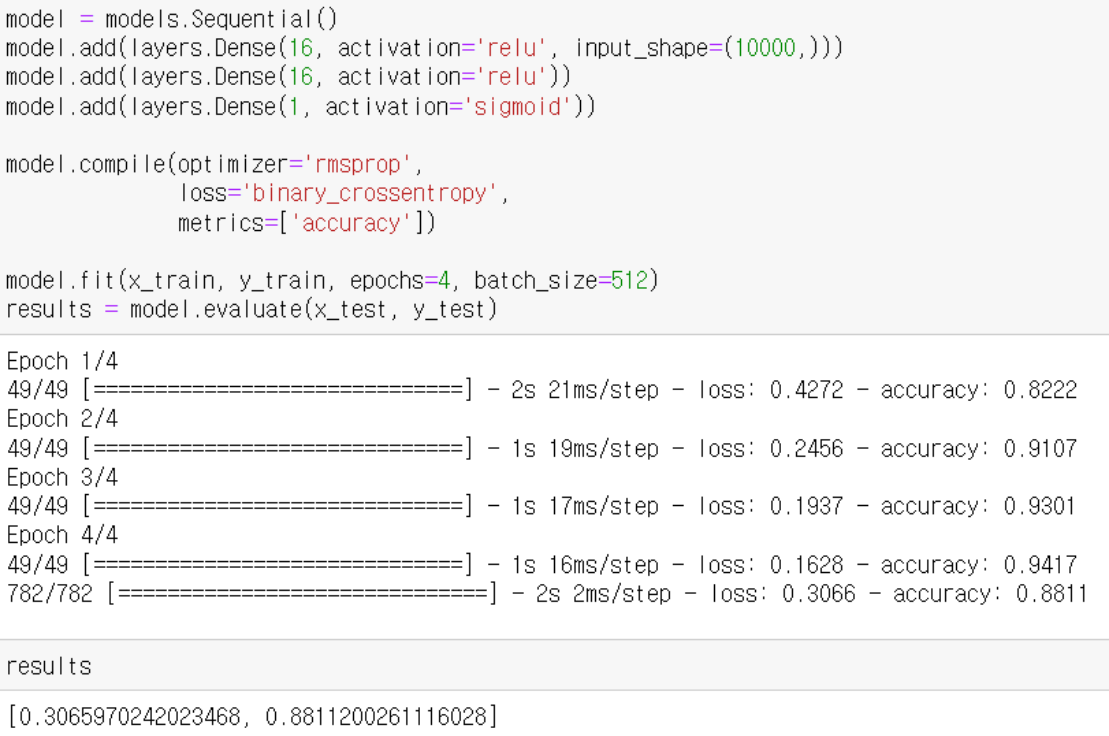 model = models.Sequential()
model.add(layers.Dense(16, activation='relu', input_shape=(10000,)))
model.add(layers.Dense(16, activation='relu'))
model.add(layers.Dense(1, activation='sigmoid'))

model.compile(optimizer='rmsprop',
              loss='binary_crossentropy',
              metrics=['accuracy'])

model.fit(x_train, y_train, epochs=4, batch_size=512)
results = model.evaluate(x_test, y_test)
Epoch 1/4
49/49 [==============================] - 2s 21ms/step - loss: 0.4272 - accuracy: 0.8222
Epoch 2/4
49/49 [==============================] - 1s 19ms/step - loss: 0.2456 - accuracy: 0.9107
Epoch 3/4
49/49 [==============================] - 1s 17ms/step - loss: 0.1937 - accuracy: 0.9301
Epoch 4/4
49/49 [==============================] - 1s 16ms/step - loss: 0.1628 - accuracy: 0.9417
782/782 [==============================] - 2s 2ms/step - loss: 0.3066 - accuracy: 0.8811
results
[0.3065970242023468, 0.8811200261116028]